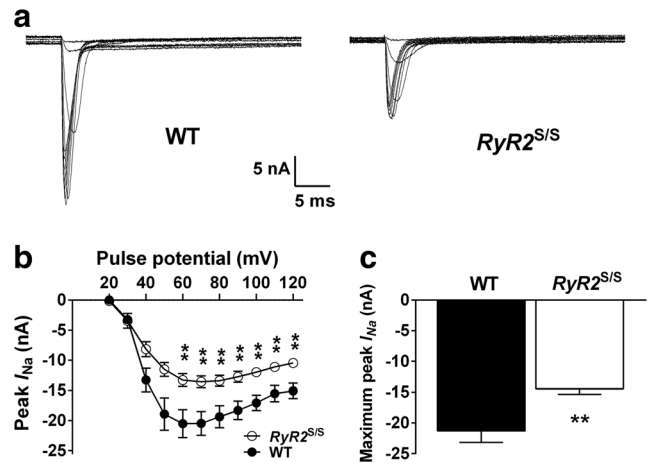 a
WT
RyR2S/S
5 nA
5 ms
b
Pulse potential (mV)
20 40 60 80 100 120
0
-5
-10
-15
-20
-25
Peak INa (nA)
** ** ** ** ** ** **
RyR2S/S
WT
c
WT RyR2S/S
0
-5
-10
-15
-20
-25
Maximum peak INa (nA)
**